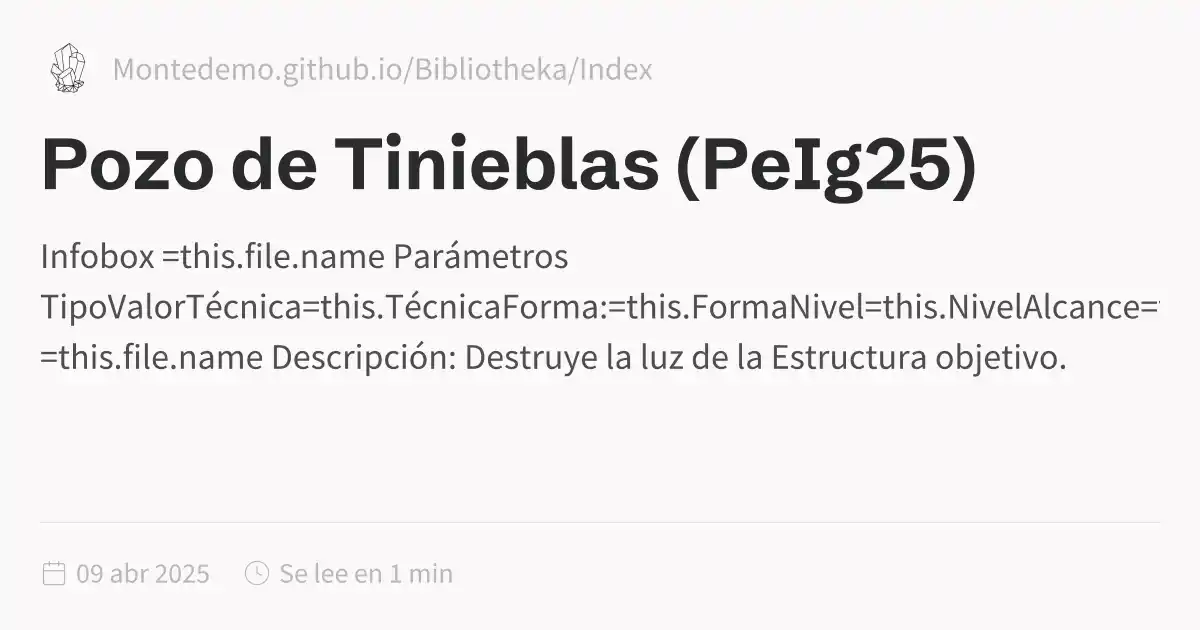 Montedemo.github.io/Bibliotheka/Index
Pozo de Tinieblas (PeIg25)
Infobox =this.file.name Parámetros
TipoValorTécnica=this.TécnicaForma:=this.FormaNivel=this.NivelAlcance=
=this.file.name Descripción: Destruye la luz de la Estructura objetivo.
09 abr 2025
Se lee en 1 min